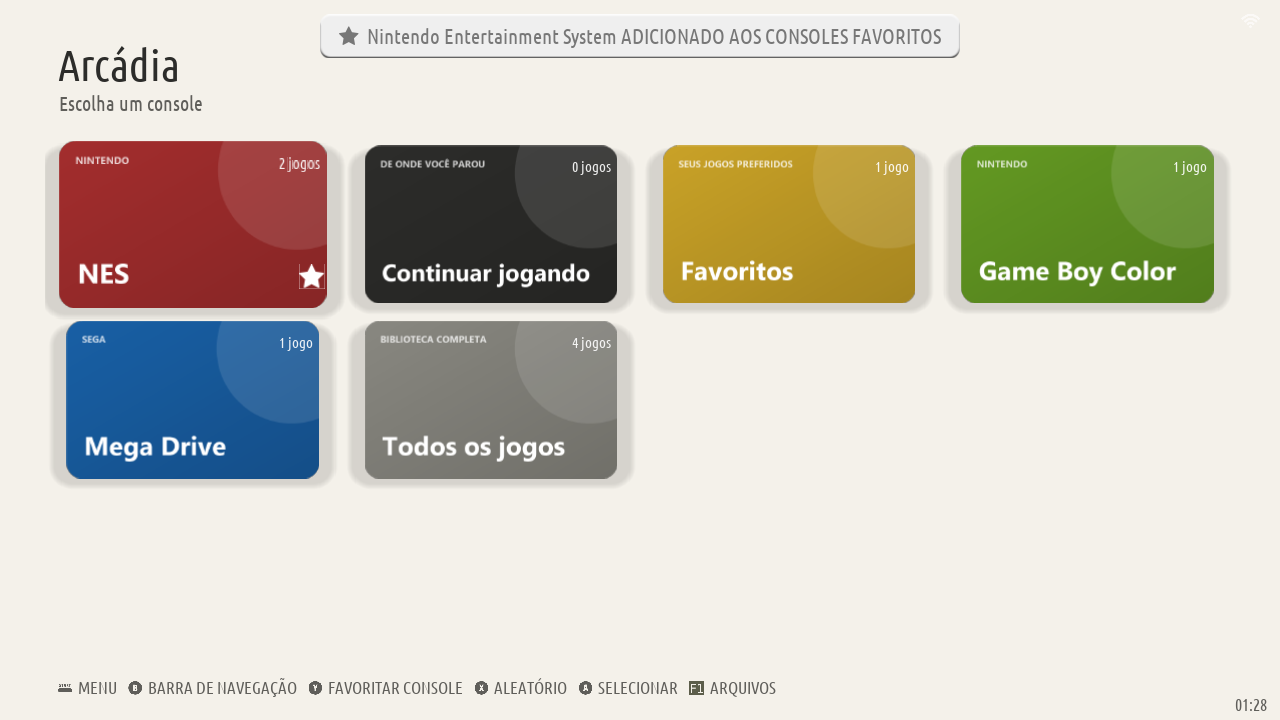 Nintendo Entertainment System ADICIONADO AOS CONSOLES FAVORITOS
Arcádia
Escolha um console
NINTENDO
2 jogos
NES
DE ONDE VOCÊ PAROU
0 jogos
Continuar jogando
SEUS JOGOS PREFERIDOS
1 jogo
Favoritos
NINTENDO
1 jogo
Game Boy Color
SEGA
1 jogo
Mega Drive
BIBLIOTECA COMPLETA
4 jogos
Todos os jogos
MENU B BARRA DE NAVEGAÇÃO Y FAVORITAR CONSOLE X ALEATÓRIO A SELECIONAR F1 ARQUIVOS
01:28